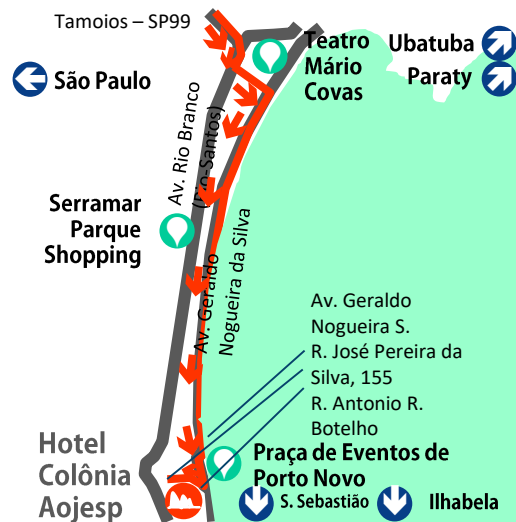 Tamoios – SP99
Teatro
Mário
Covas
Ubatuba
Paraty
São Paulo
Av. Rio Branco
(Rio-Santos)
Serramar
Parque
Shopping
Av. Geraldo
Nogueira da Silva
Av. Geraldo
Nogueira S.
R. José Pereira da
Silva, 155
R. Antonio R.
Botelho
Hotel
Colônia
Aojesp
Praça de Eventos de
Porto Novo
S. Sebastião
Ilhabela